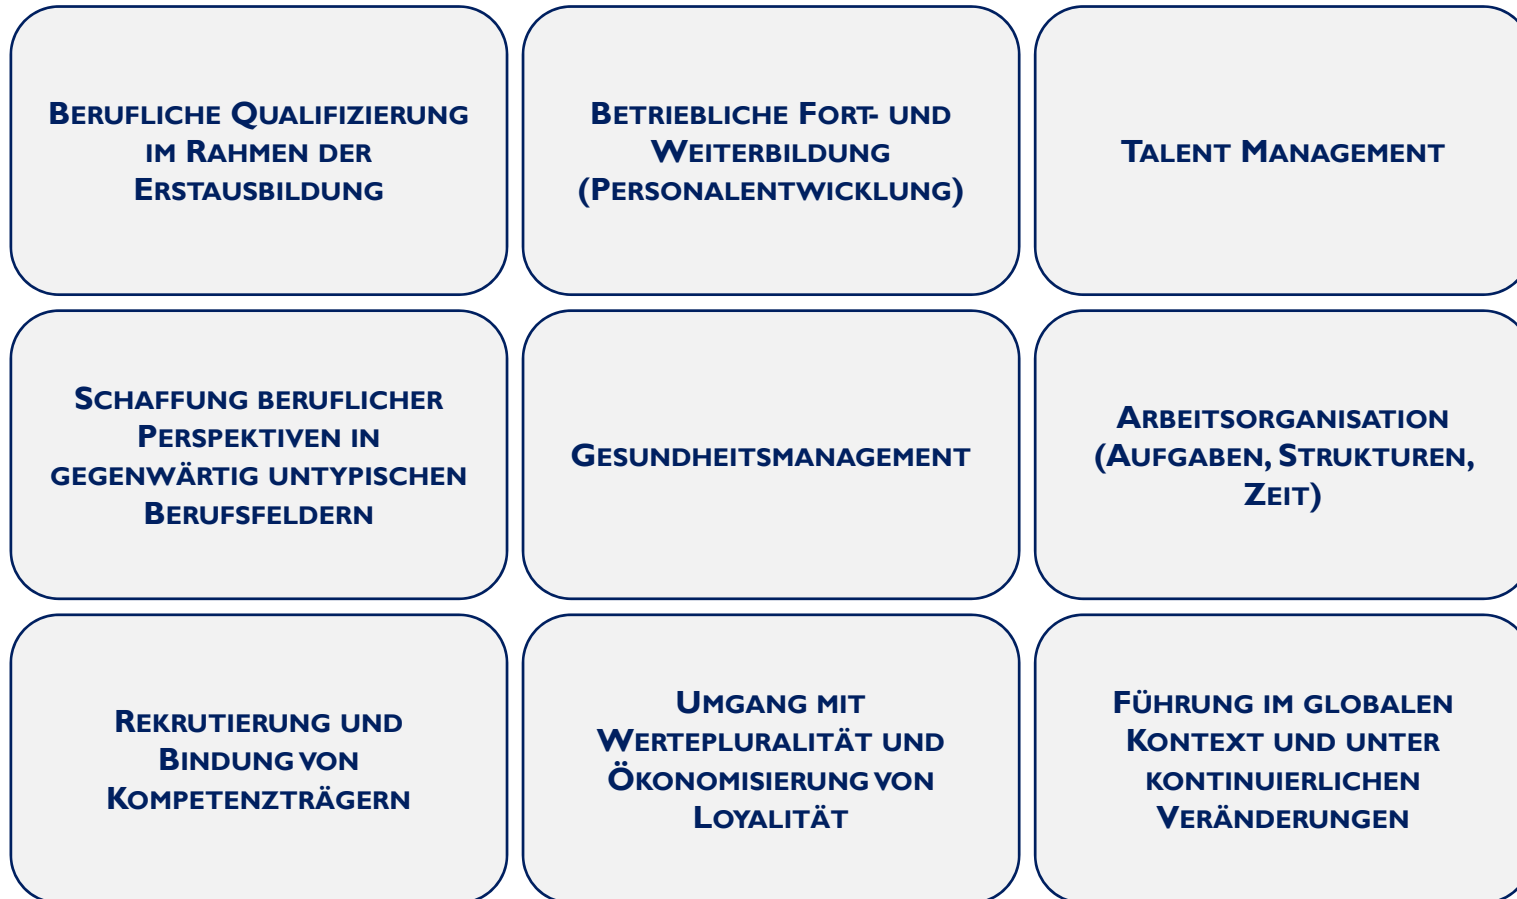 BERUFLICHE QUALIFIZIERUNG
IM RAHMEN DER
ERSTAUSBILDUNG
BETRIEBLICHE FORT- UND
WEITERBILDUNG
(PERSONALENTWICKLUNG)
TALENT MANAGEMENT
SCHAFFUNG BERUFLICHER
PERSPEKTIVEN IN
GEGENWÄRTIG UNTYPISCHEN
BERUFSFELDERN
GESUNDHEITSMANAGEMENT
ARBEITSORGANISATION
(AUFGABEN, STRUKTUREN,
ZEIT)
REKRUTIERUNG UND
BINDUNG VON
KOMPETENZTRÄGERN
UMGANG MIT
WERTEPLURALITÄT UND
ÖKONOMISIERUNG VON
LOYALITÄT
FÜHRUNG IM GLOBALEN
KONTEXT UND UNTER
KONTINUIERLICHEN
VERÄNDERUNGEN